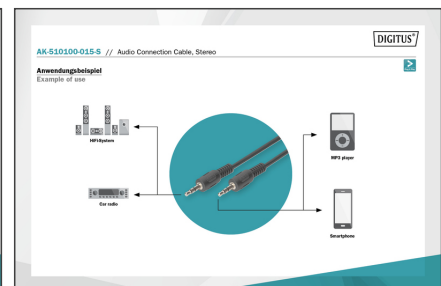 DIGITUS®
AK-510100-015-S // Audio Connection Cable, Stereo
Anwendungsbeispiel
Example of use
HiFi-System
MP3 player
Car radio
Smartphone